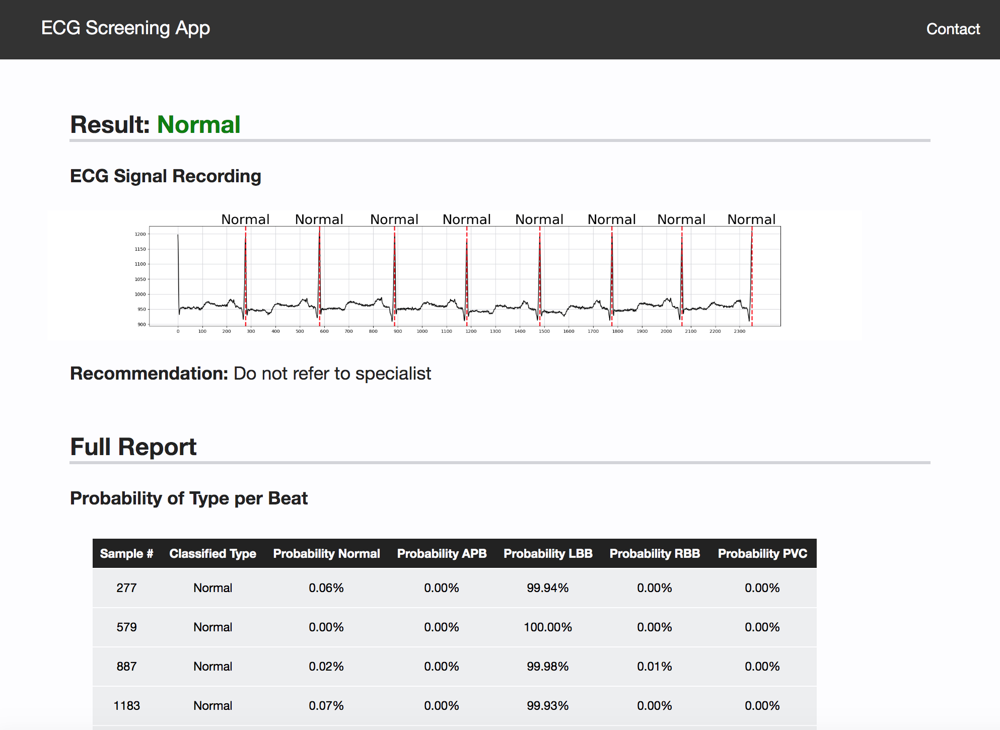 ECG Screening App
Contact
Result: Normal
ECG Signal Recording
Normal Normal Normal Normal Normal Normal Normal Normal
1200
1150
1100
1050
1000
950
900
0 100 200 300 400 500 600 700 800 900 1000 1100 1200 1300 1400 1500 1600 1700 1800 1900 2000 2100 2200 2300
Recommendation: Do not refer to specialist
Full Report
Probability of Type per Beat
Sample # Classified Type Probability Normal Probability APB Probability LBB Probability RBB Probability PVC
277 Normal 0.06% 0.00% 99.94% 0.00% 0.00%
579 Normal 0.00% 0.00% 100.00% 0.00% 0.00%
887 Normal 0.02% 0.00% 99.98% 0.01% 0.00%
1183 Normal 0.07% 0.00% 99.93% 0.00% 0.00%